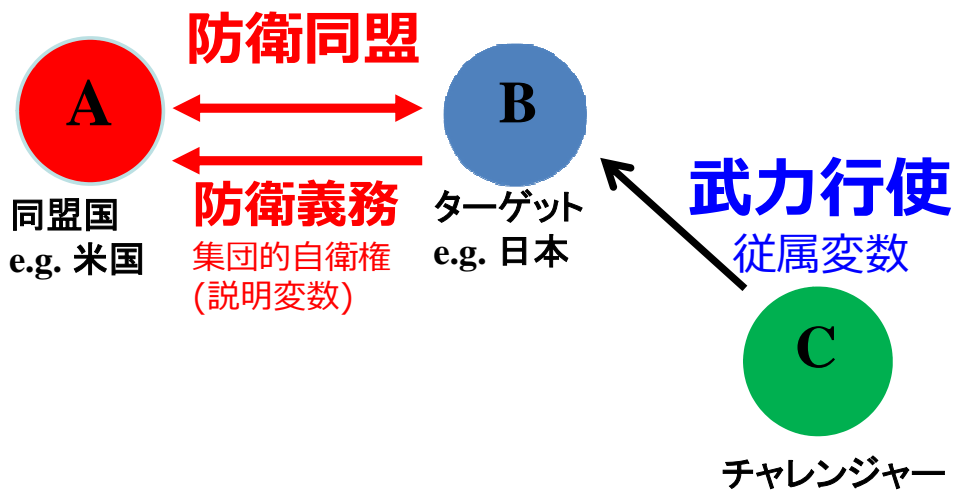 防衛同盟
A
B
防衛義務
集団的自衛権
(説明変数)
同盟国
e.g. 米国
ターゲット
e.g. 日本
武力行使
従属変数
C
チャレンジャー